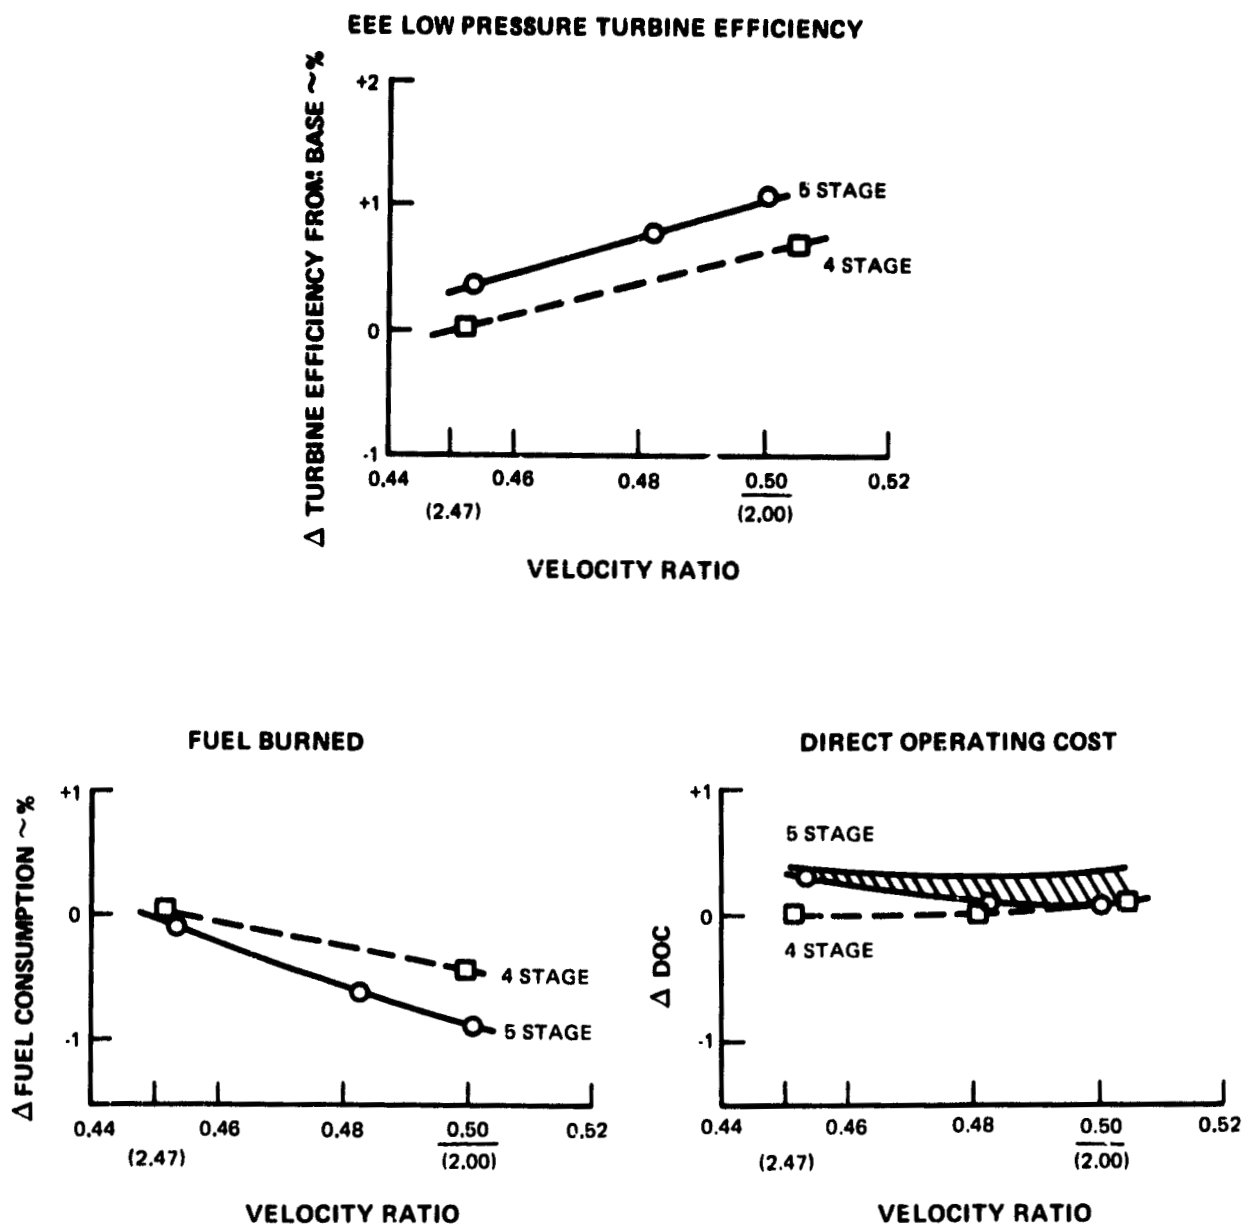 EEE LOW PRESSURE TURBINE EFFICIENCY
Δ TURBINE EFFICIENCY FROM BASE ~%
+2
+1
0
-1
5 STAGE
4 STAGE
0.44 0.46 0.48 0.50 0.52
(2.47) (2.00)
VELOCITY RATIO
FUEL BURNED
Δ FUEL CONSUMPTION ~%
+1
0
-1
4 STAGE
5 STAGE
0.44 0.46 0.48 0.50 0.52
(2.47) (2.00)
VELOCITY RATIO
DIRECT OPERATING COST
Δ DOC
+1
0
-1
5 STAGE
4 STAGE
0.44 0.46 0.48 0.50 0.52
(2.47) (2.00)
VELOCITY RATIO